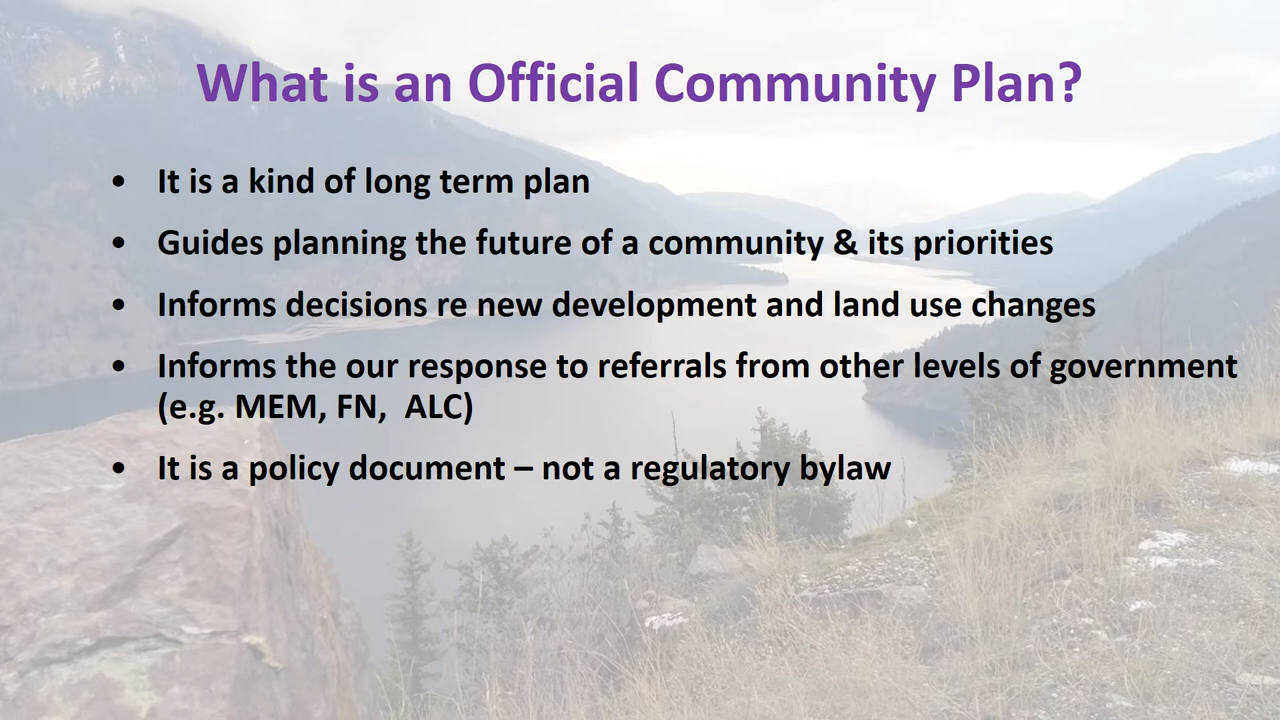 What is an Official Community Plan?
• It is a kind of long term plan
• Guides planning the future of a community & its priorities
• Informs decisions re new development and land use changes
• Informs the our response to referrals from other levels of government
(e.g. MEM, FN,  ALC)
• It is a policy document – not a regulatory bylaw